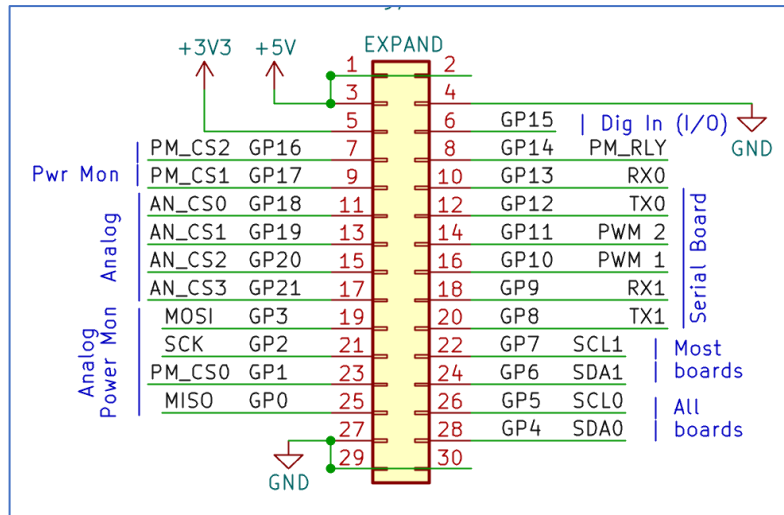 EXPAND
+3V3 +5V
1 2
3 4
5 6 GP15 Dig In (I/O)
PM_CS2 GP16 7 8 GP14 PM_RLY
GND
Pwr Mon PM_CS1 GP17 9 10 GP13 RX0
AN_CS0 GP18 11 12 GP12 TX0
AN_CS1 GP19 13 14 GP11 PWM 2
AN_CS2 GP20 15 16 GP10 PWM 1
AN_CS3 GP21 17 18 GP9 RX1
Analog
Serial Board
MOSI GP3 19 20 GP8 TX1
SCK GP2 21 22 GP7 SCL1
PM_CS0 GP1 23 24 GP6 SDA1
Most
boards
MISO GP0 25 26 GP5 SCL0
27 28 GP4 SDA0
All
boards
Analog
Power Mon
29 30
GND